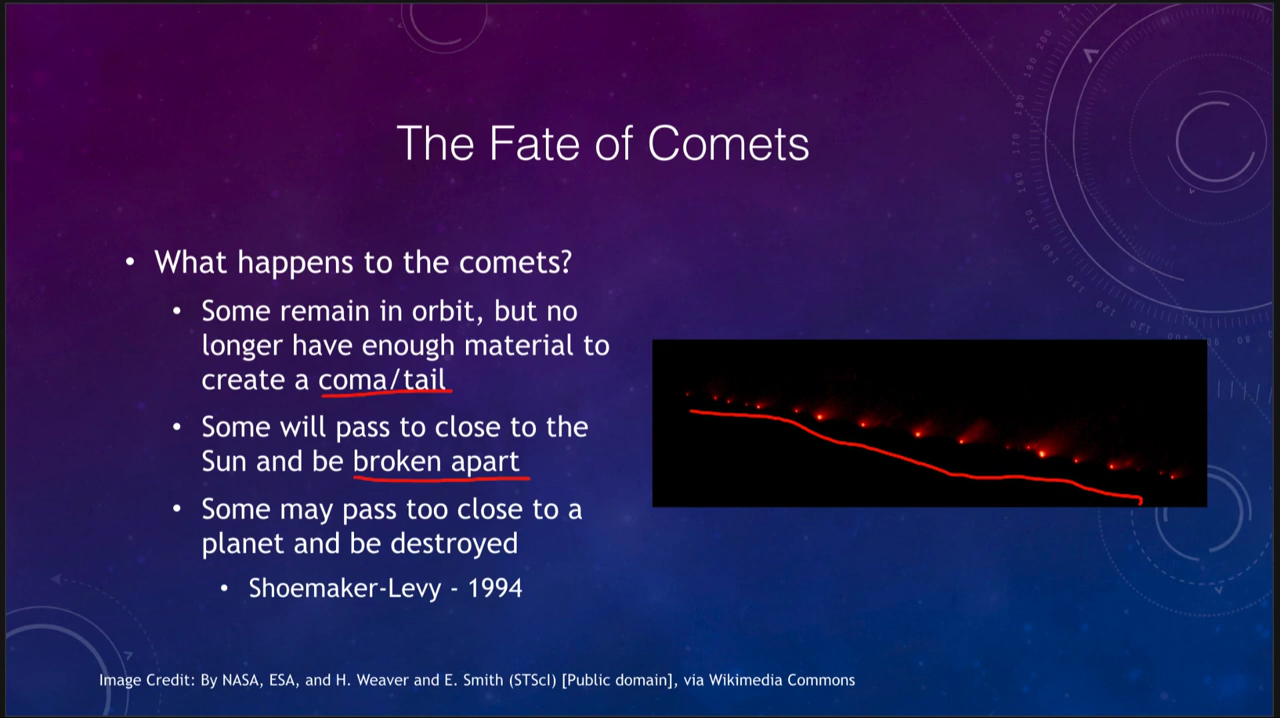 The Fate of Comets
• What happens to the comets?
• Some remain in orbit, but no
longer have enough material to
create a coma/tail
• Some will pass to close to the
Sun and be broken apart
• Some may pass too close to a
planet and be destroyed
• Shoemaker-Levy - 1994
Image Credit: By NASA, ESA, and H. Weaver and E. Smith (STScI) [Public domain], via Wikimedia Commons